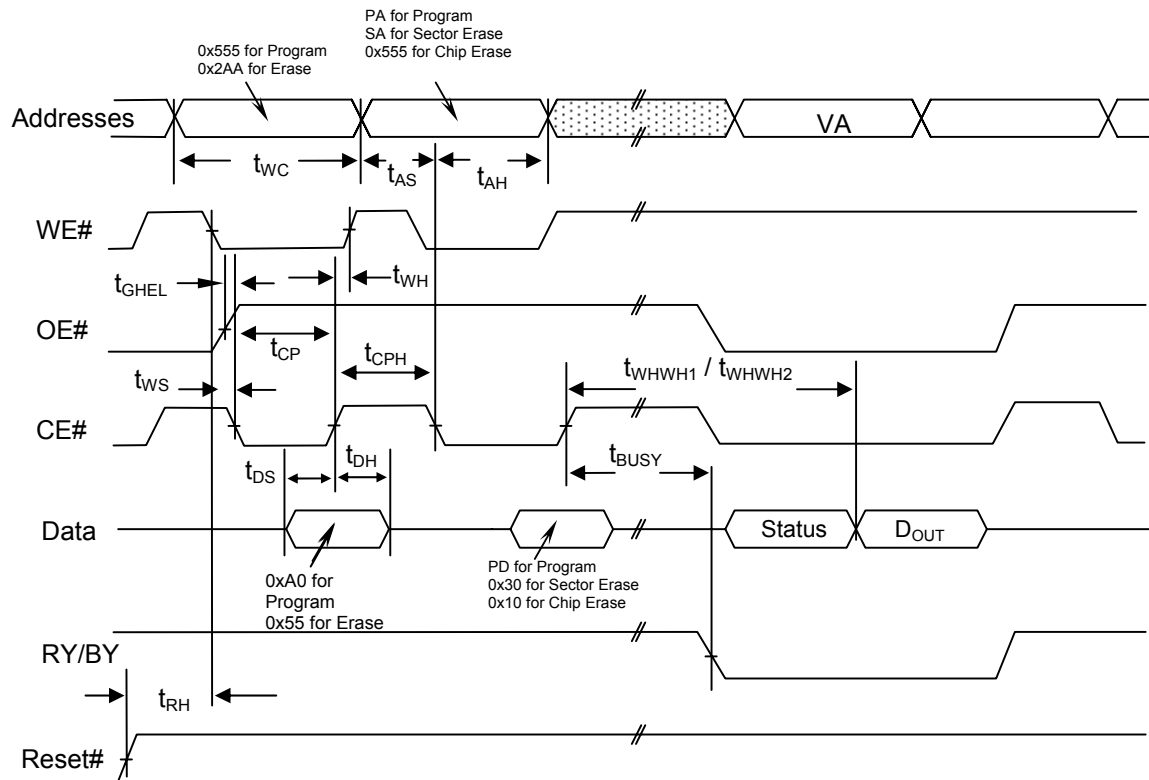 PA for Program
SA for Sector Erase
0x555 for Chip Erase
0x555 for Program
0x2AA for Erase
Addresses
VA
tWC
tAS
tAH
WE#
tGHEL
tWH
OE#
tCP
tCPH
tWHWH1 / tWHWH2
tWS
CE#
tDS
tDH
tBUSY
Data
Status
DOUT
0xA0 for
Program
0x55 for Erase
PD for Program
0x30 for Sector Erase
0x10 for Chip Erase
RY/BY
tRH
Reset#